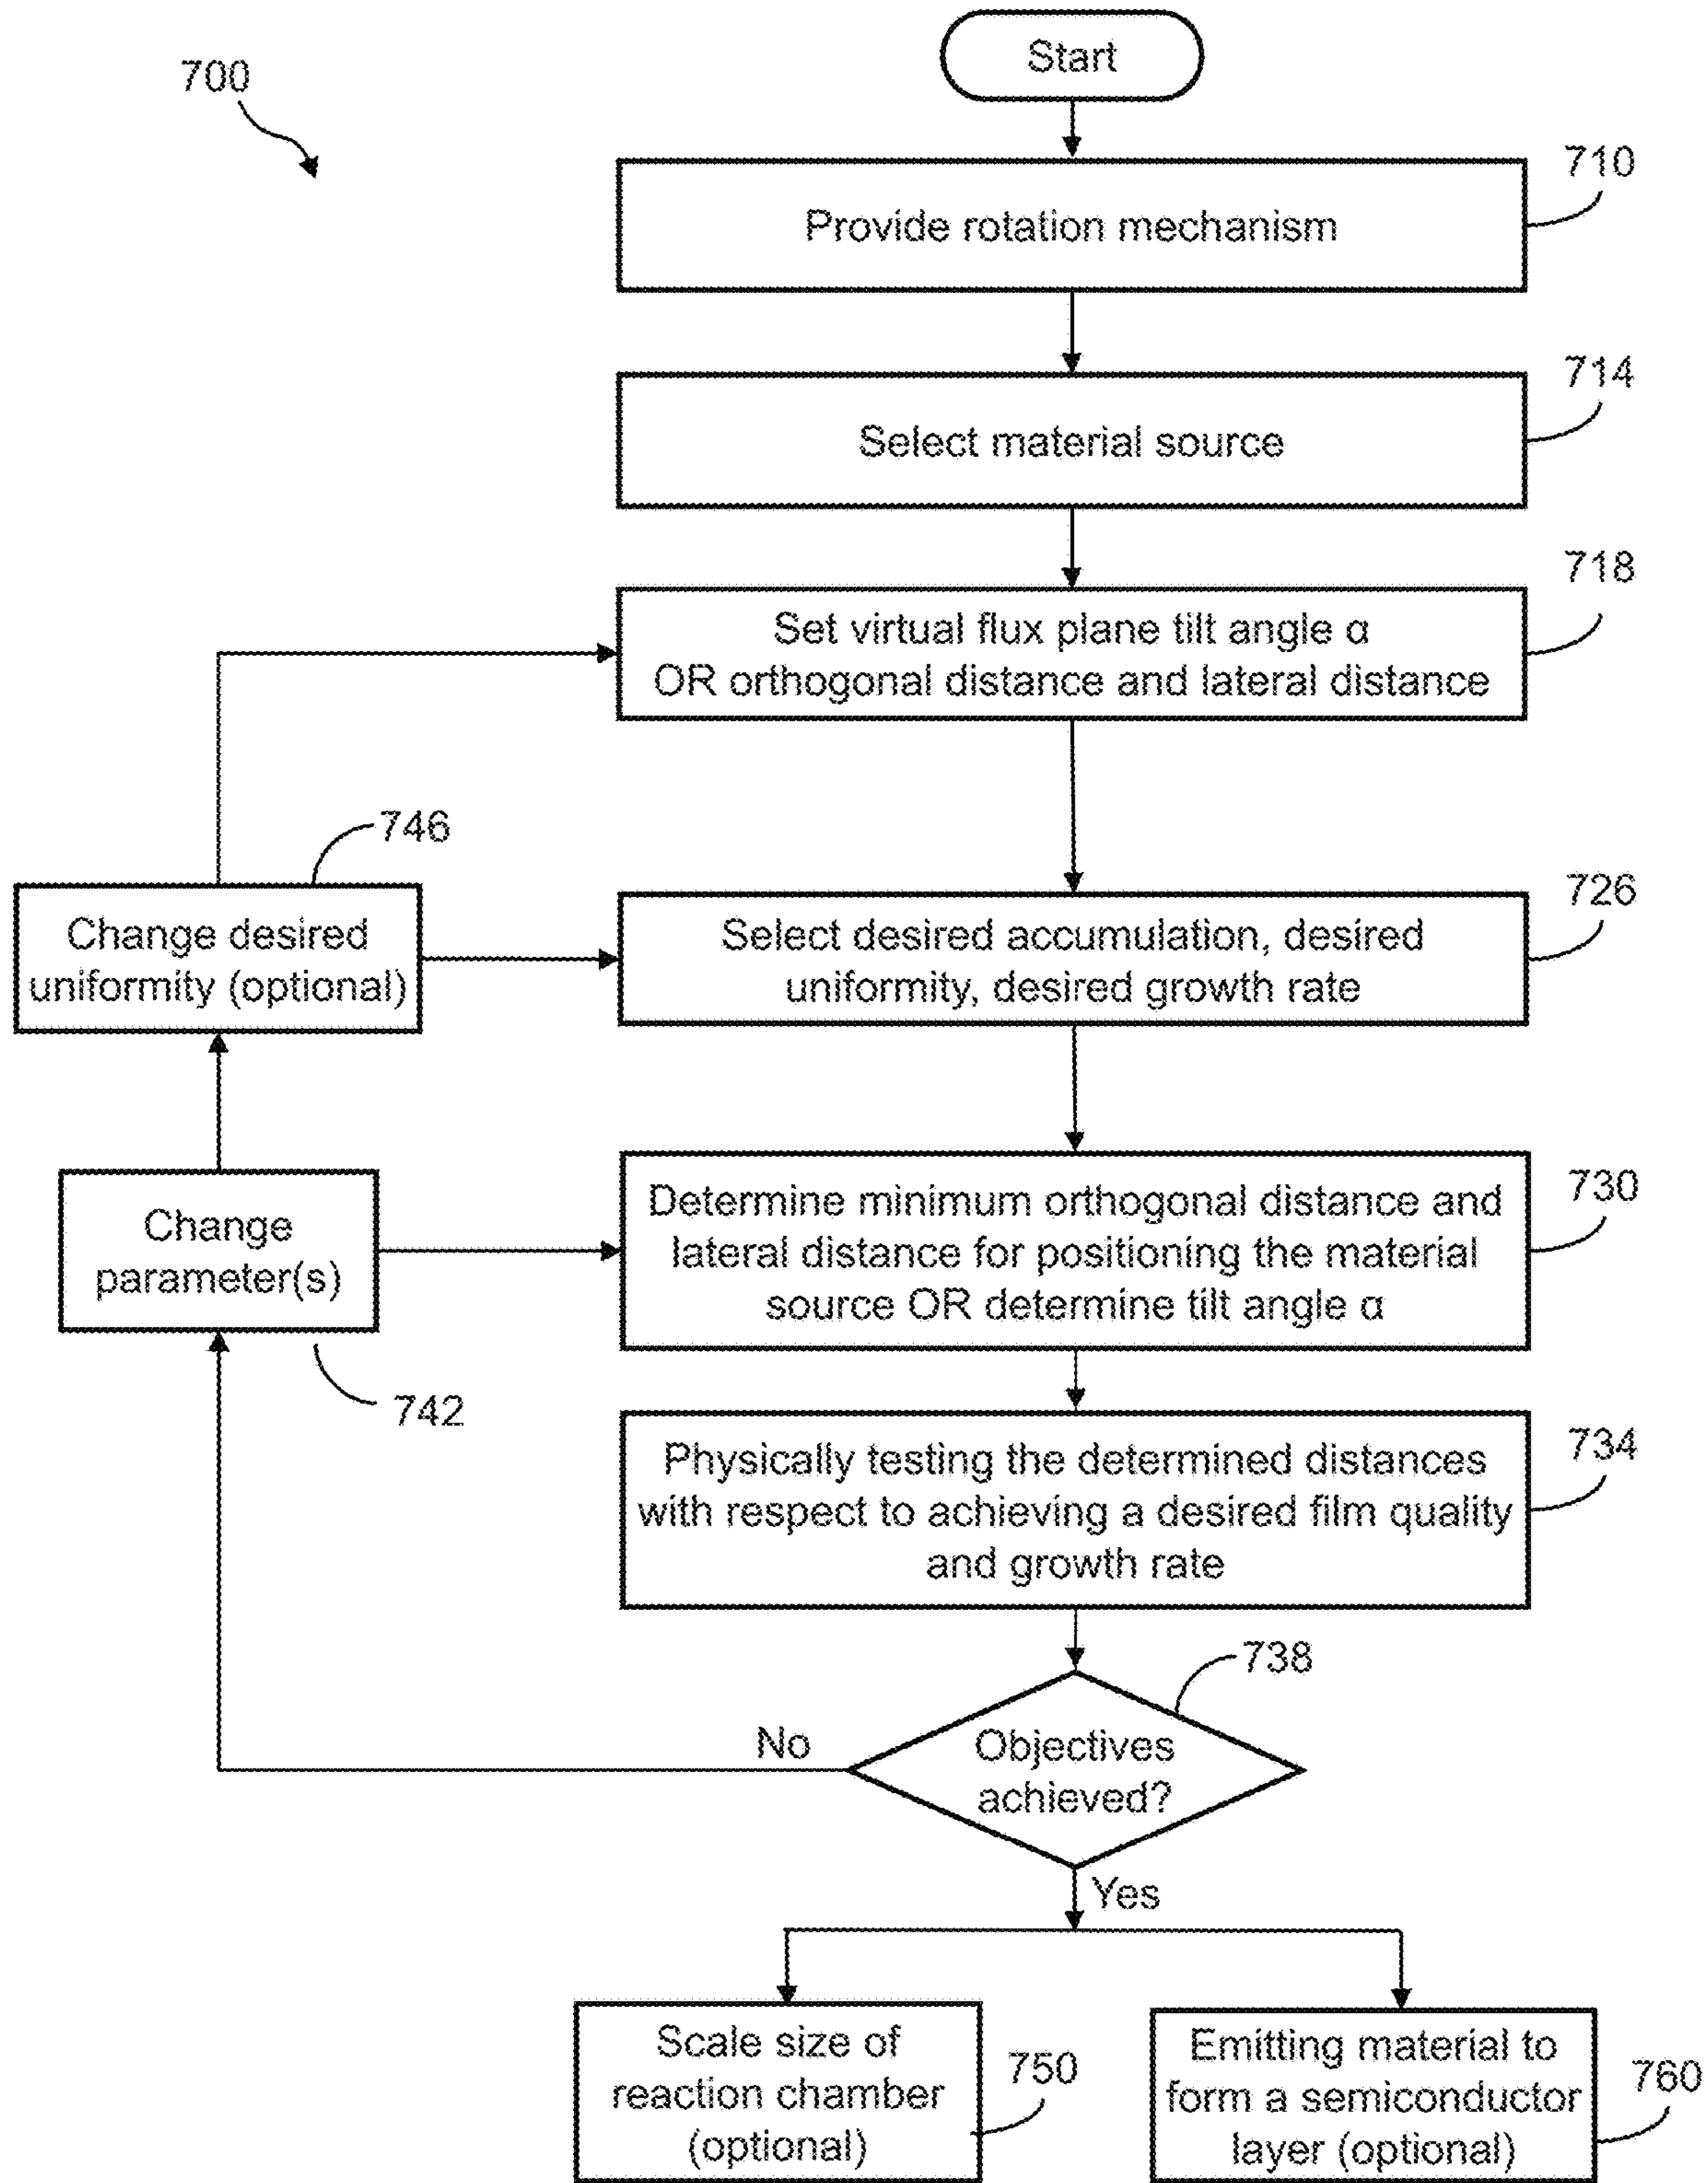 700
Start
710
Provide rotation mechanism
714
Select material source
718
Set virtual flux plane tilt angle α
OR orthogonal distance and lateral distance
746
Change desired
uniformity (optional)
726
Select desired accumulation, desired
uniformity, desired growth rate
Change
parameter(s)
742
730
Determine minimum orthogonal distance and
lateral distance for positioning the material
source OR determine tilt angle α
734
Physically testing the determined distances
with respect to achieving a desired film quality
and growth rate
738
Objectives
achieved?
No
Yes
Scale size of
reaction chamber
(optional)
750
Emitting material to
form a semiconductor
layer (optional)
760